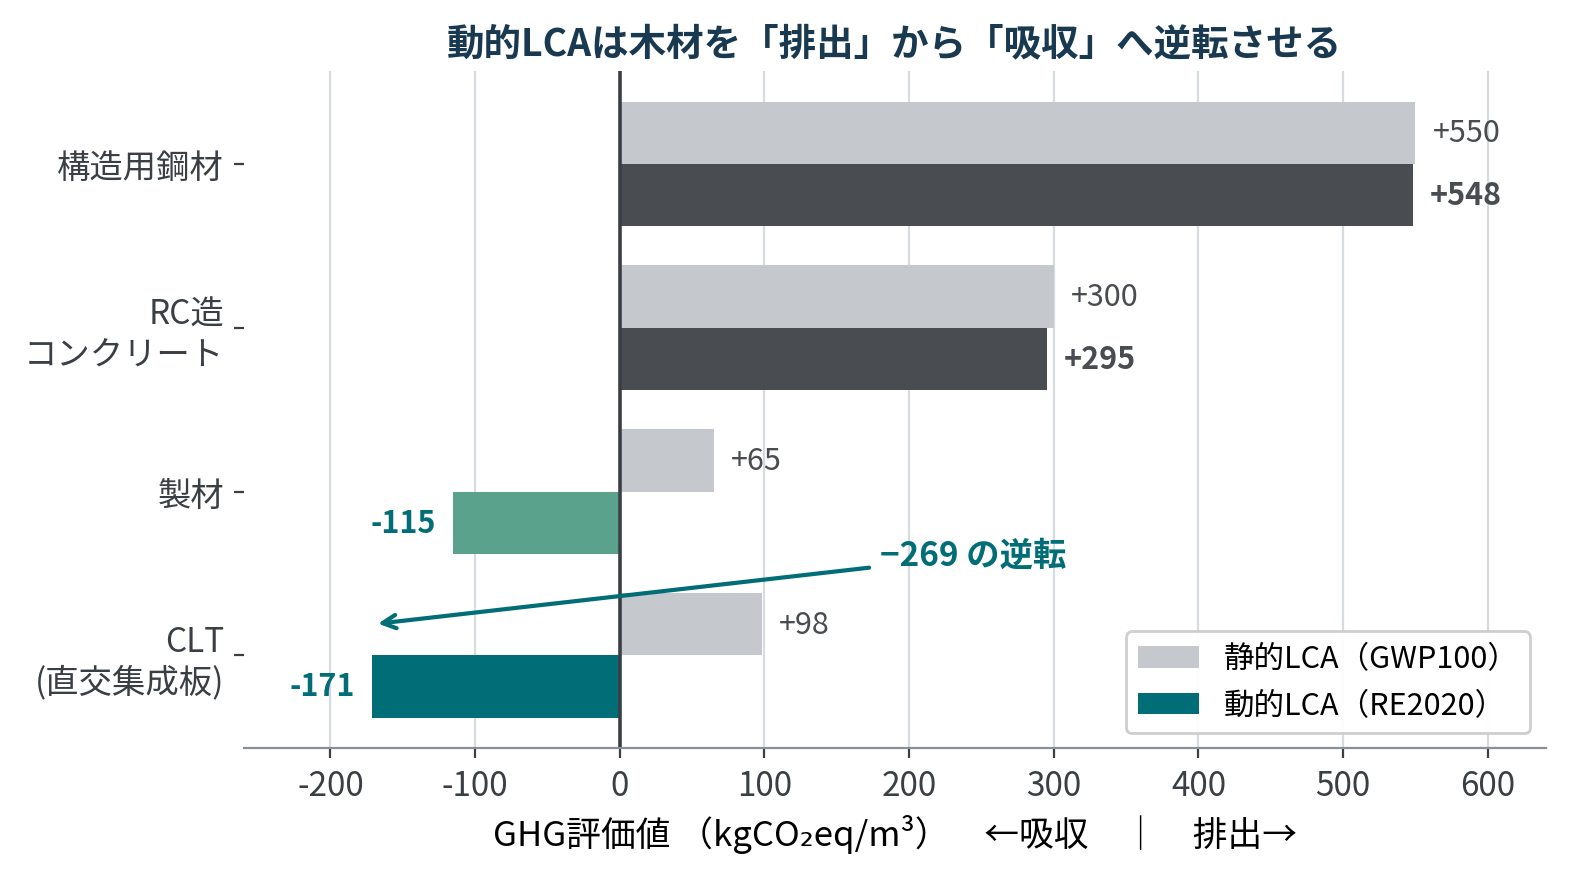 動的LCAは木材を「排出」から「吸収」へ逆転させる
構造用鋼材
+550
+548
RC造
コンクリート
+300
+295
製材
+65
-115
−269 の逆転
CLT
(直交集成板)
+98
-171
静的LCA（GWP100）
動的LCA（RE2020）
-200 -100 0 100 200 300 400 500 600
GHG評価値 （kgCO₂eq/m³） ←吸収 ｜ 排出→